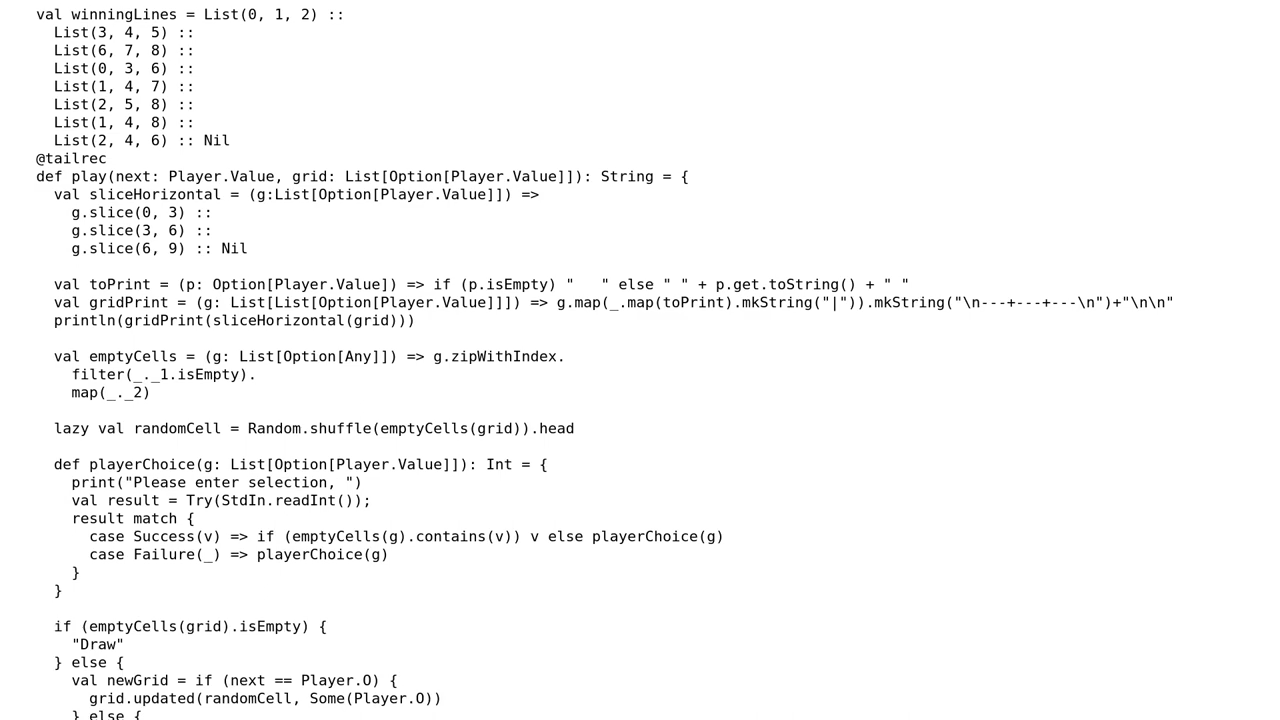 val winningLines = List(0, 1, 2) ::
  List(3, 4, 5) ::
  List(6, 7, 8) ::
  List(0, 3, 6) ::
  List(1, 4, 7) ::
  List(2, 5, 8) ::
  List(1, 4, 8) ::
  List(2, 4, 6) :: Nil
@tailrec
def play(next: Player.Value, grid: List[Option[Player.Value]]): String = {
  val sliceHorizontal = (g:List[Option[Player.Value]]) =>
    g.slice(0, 3) ::
    g.slice(3, 6) ::
    g.slice(6, 9) :: Nil

  val toPrint = (p: Option[Player.Value]) => if (p.isEmpty) "   " else " " + p.get.toString() + " "
  val gridPrint = (g: List[List[Option[Player.Value]]]) => g.map(_.map(toPrint).mkString("|")).mkString("\n---+---+---\n")+"\n\n"
  println(gridPrint(sliceHorizontal(grid)))

  val emptyCells = (g: List[Option[Any]]) => g.zipWithIndex.
    filter(_._1.isEmpty).
    map(_._2)

  lazy val randomCell = Random.shuffle(emptyCells(grid)).head

  def playerChoice(g: List[Option[Player.Value]]): Int = {
    print("Please enter selection, ")
    val result = Try(StdIn.readInt());
    result match {
      case Success(v) => if (emptyCells(g).contains(v)) v else playerChoice(g)
      case Failure(_) => playerChoice(g)
    }
  }

  if (emptyCells(grid).isEmpty) {
    "Draw"
  } else {
    val newGrid = if (next == Player.O) {
      grid.updated(randomCell, Some(Player.O))
    } else {